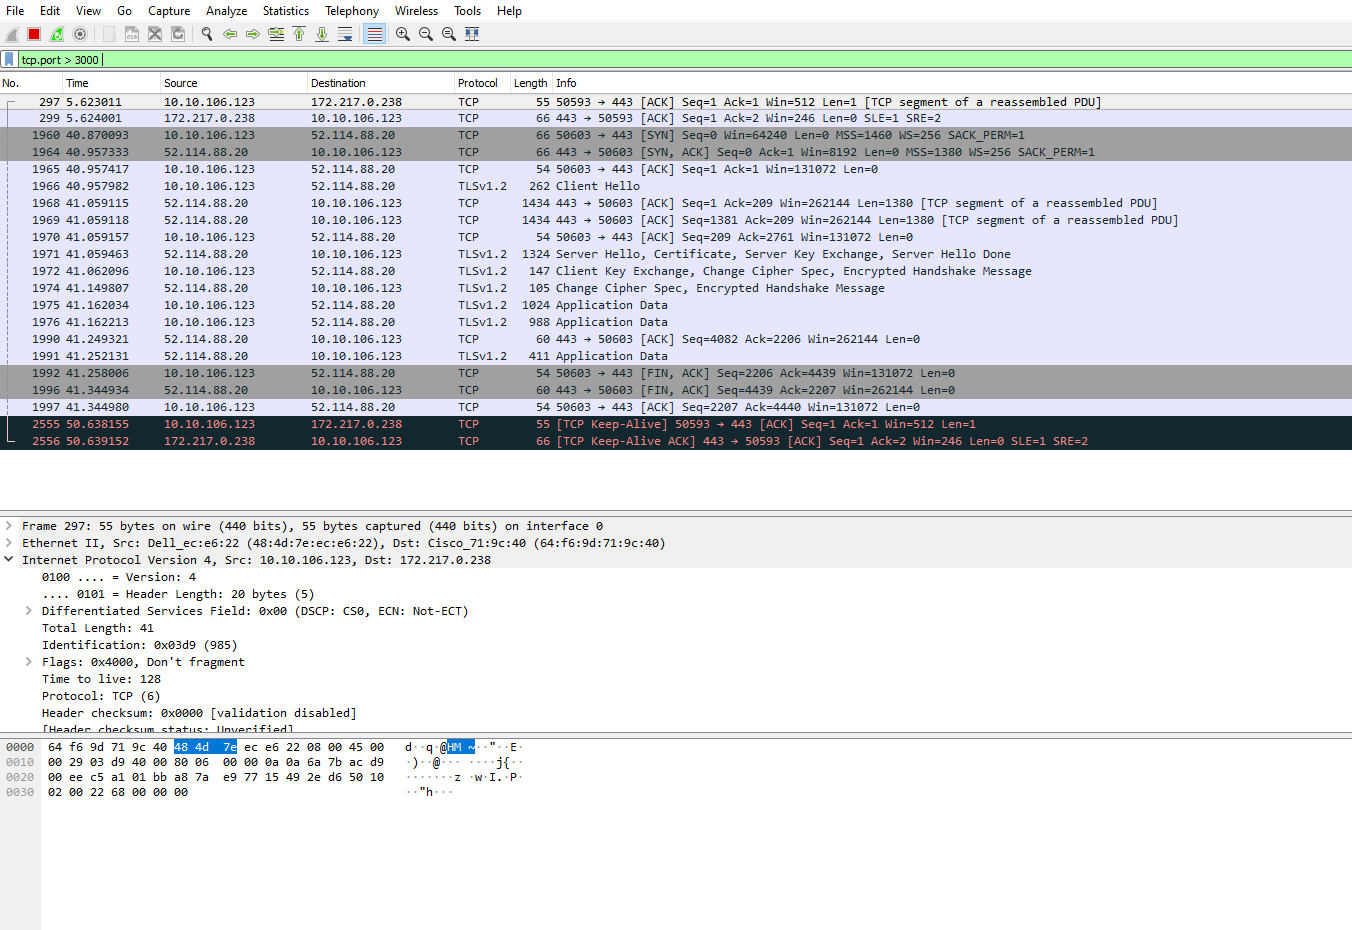 File Edit View Go Capture Analyze Statistics Telephony Wireless Tools Help
tcp.port > 3000
No. Time Source Destination Protocol Length Info
297 5.623011 10.10.106.123 172.217.0.238 TCP 55 50593 → 443 [ACK] Seq=1 Ack=1 Win=512 Len=1 [TCP segment of a reassembled PDU]
299 5.624001 172.217.0.238 10.10.106.123 TCP 66 443 → 50593 [ACK] Seq=1 Ack=2 Win=246 Len=0 SLE=1 SRE=2
1960 40.870093 10.10.106.123 52.114.88.20 TCP 66 50603 → 443 [SYN] Seq=0 Win=64240 Len=0 MSS=1460 WS=256 SACK_PERM=1
1964 40.957333 52.114.88.20 10.10.106.123 TCP 66 443 → 50603 [SYN, ACK] Seq=0 Ack=1 Win=8192 Len=0 MSS=1380 WS=256 SACK_PERM=1
1965 40.957417 10.10.106.123 52.114.88.20 TCP 54 50603 → 443 [ACK] Seq=1 Ack=1 Win=131072 Len=0
1966 40.957982 10.10.106.123 52.114.88.20 TLSv1.2 262 Client Hello
1968 41.059115 52.114.88.20 10.10.106.123 TCP 1434 443 → 50603 [ACK] Seq=1 Ack=209 Win=262144 Len=1380 [TCP segment of a reassembled PDU]
1969 41.059118 52.114.88.20 10.10.106.123 TCP 1434 443 → 50603 [ACK] Seq=1381 Ack=209 Win=262144 Len=1380 [TCP segment of a reassembled PDU]
1970 41.059157 10.10.106.123 52.114.88.20 TCP 54 50603 → 443 [ACK] Seq=209 Ack=2761 Win=131072 Len=0
1971 41.059463 52.114.88.20 10.10.106.123 TLSv1.2 1324 Server Hello, Certificate, Server Key Exchange, Server Hello Done
1972 41.062096 10.10.106.123 52.114.88.20 TLSv1.2 147 Client Key Exchange, Change Cipher Spec, Encrypted Handshake Message
1974 41.149807 52.114.88.20 10.10.106.123 TLSv1.2 105 Change Cipher Spec, Encrypted Handshake Message
1975 41.162034 10.10.106.123 52.114.88.20 TLSv1.2 1024 Application Data
1976 41.162213 10.10.106.123 52.114.88.20 TLSv1.2 988 Application Data
1990 41.249321 52.114.88.20 10.10.106.123 TCP 60 443 → 50603 [ACK] Seq=4082 Ack=2206 Win=262144 Len=0
1991 41.252131 52.114.88.20 10.10.106.123 TLSv1.2 411 Application Data
1992 41.258006 10.10.106.123 52.114.88.20 TCP 54 50603 → 443 [FIN, ACK] Seq=2206 Ack=4439 Win=131072 Len=0
1996 41.344934 52.114.88.20 10.10.106.123 TCP 60 443 → 50603 [FIN, ACK] Seq=4439 Ack=2207 Win=262144 Len=0
1997 41.344980 10.10.106.123 52.114.88.20 TCP 54 50603 → 443 [ACK] Seq=2207 Ack=4440 Win=131072 Len=0
2555 50.638155 10.10.106.123 172.217.0.238 TCP 55 [TCP Keep-Alive] 50593 → 443 [ACK] Seq=1 Ack=1 Win=512 Len=1
2556 50.639152 172.217.0.238 10.10.106.123 TCP 66 [TCP Keep-Alive ACK] 443 → 50593 [ACK] Seq=1 Ack=2 Win=246 Len=0 SLE=1 SRE=2
Frame 297: 55 bytes on wire (440 bits), 55 bytes captured (440 bits) on interface 0
Ethernet II, Src: Dell_ec:e6:22 (48:4d:7e:ec:e6:22), Dst: Cisco_71:9c:40 (64:f6:9d:71:9c:40)
Internet Protocol Version 4, Src: 10.10.106.123, Dst: 172.217.0.238
0100 .... = Version: 4
.... 0101 = Header Length: 20 bytes (5)
Differentiated Services Field: 0x00 (DSCP: CS0, ECN: Not-ECT)
Total Length: 41
Identification: 0x03d9 (985)
Flags: 0x4000, Don't fragment
Time to live: 128
Protocol: TCP (6)
Header checksum: 0x0000 [validation disabled]
[Header checksum status: Unverified]
0000 64 f6 9d 71 9c 40 48 4d 7e ec e6 22 08 00 45 00 d··q·@HM ~··"··E·
0010 00 29 03 d9 40 00 80 06 00 00 0a 0a 6a 7b ac d9 ·)··@··· ····j{··
0020 00 ee c5 a1 01 bb a8 7a e9 77 15 49 2e d6 50 10 ·······z ·w·I.·P·
0030 02 00 22 68 00 00 00 ··"h···